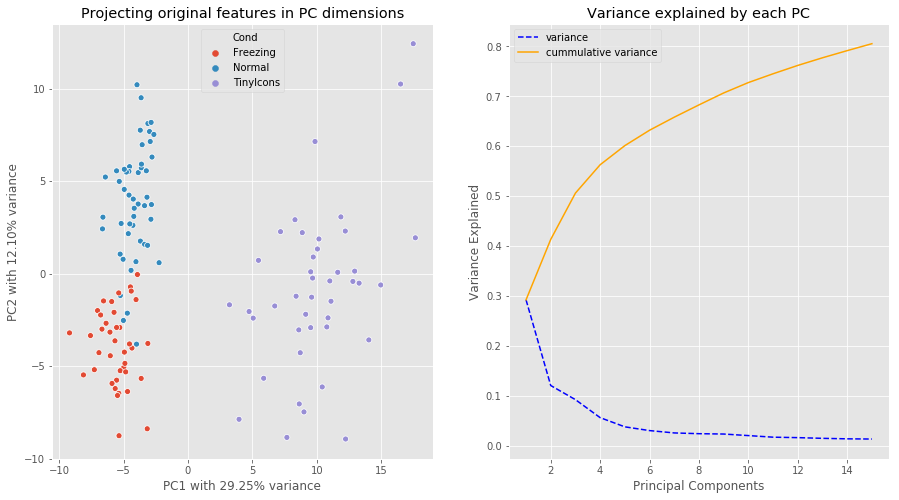 Projecting original features in PC dimensions
Cond
Freezing
Normal
TinyIcons
10
5
0
−5
−10
PC2 with 12.10% variance
−10
−5
0
5
10
15
PC1 with 29.25% variance
Variance explained by each PC
variance
cummulative variance
0.8
0.7
0.6
0.5
0.4
0.3
0.2
0.1
0.0
Variance Explained
2
4
6
8
10
12
14
Principal Components